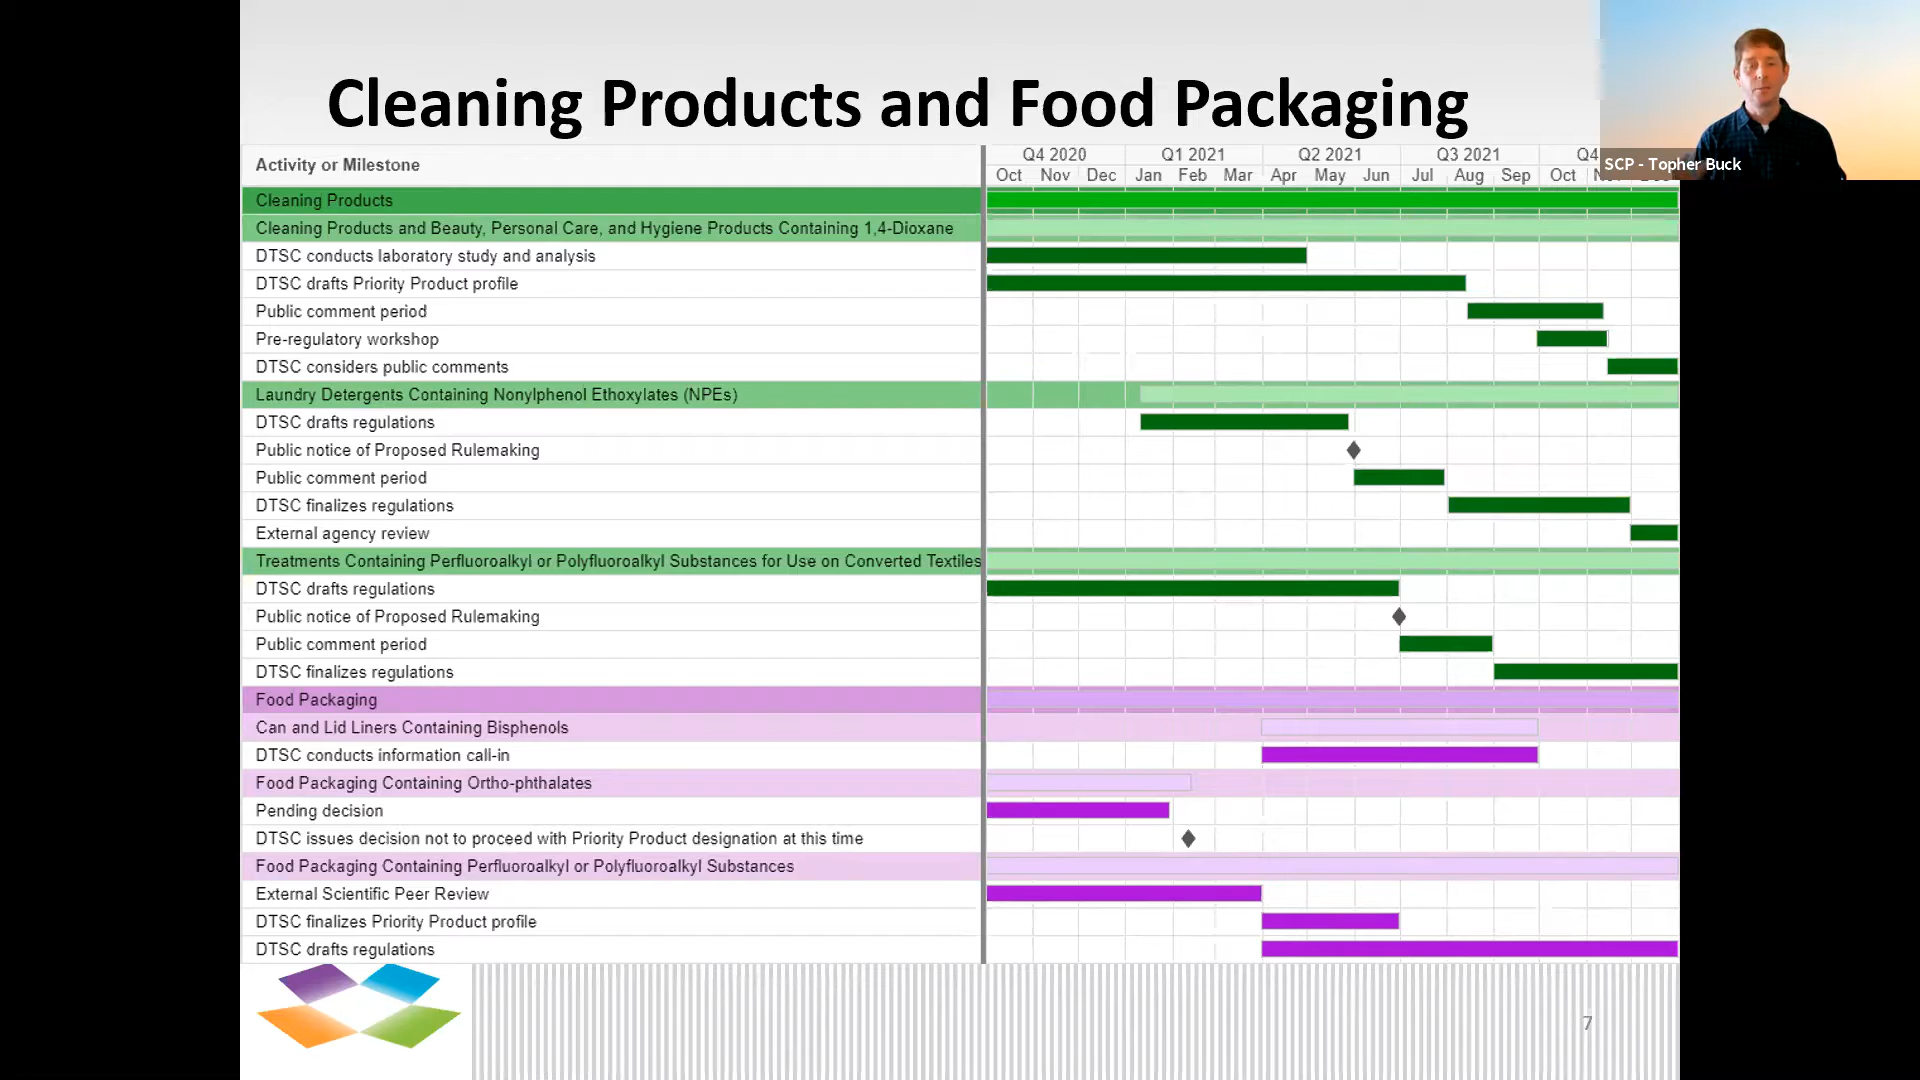 Cleaning Products and Food Packaging
SCP - Topher Buck
Activity or Milestone
Q4 2020 Q1 2021 Q2 2021 Q3 2021 Q4
Oct Nov Dec Jan Feb Mar Apr May Jun Jul Aug Sep Oct
Cleaning Products
Cleaning Products and Beauty, Personal Care, and Hygiene Products Containing 1,4-Dioxane
DTSC conducts laboratory study and analysis
DTSC drafts Priority Product profile
Public comment period
Pre-regulatory workshop
DTSC considers public comments
Laundry Detergents Containing Nonylphenol Ethoxylates (NPEs)
DTSC drafts regulations
Public notice of Proposed Rulemaking
Public comment period
DTSC finalizes regulations
External agency review
Treatments Containing Perfluoroalkyl or Polyfluoroalkyl Substances for Use on Converted Textiles
DTSC drafts regulations
Public notice of Proposed Rulemaking
Public comment period
DTSC finalizes regulations
Food Packaging
Can and Lid Liners Containing Bisphenols
DTSC conducts information call-in
Food Packaging Containing Ortho-phthalates
Pending decision
DTSC issues decision not to proceed with Priority Product designation at this time
Food Packaging Containing Perfluoroalkyl or Polyfluoroalkyl Substances
External Scientific Peer Review
DTSC finalizes Priority Product profile
DTSC drafts regulations
7